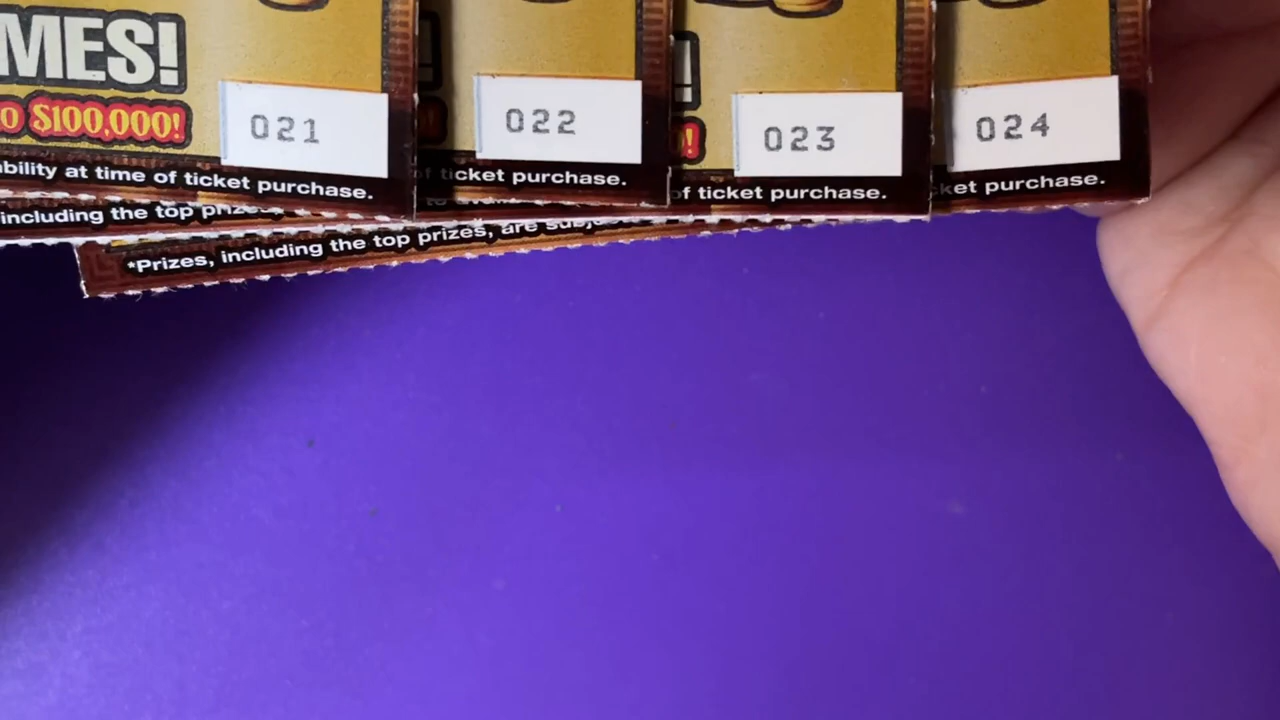 MES!
O $100,000!
021
022
023
024
!
bility at time of ticket purchase.
f ticket purchase.
of ticket purchase.
ket purchase.
including the top
*Prizes, including the top prizes, are